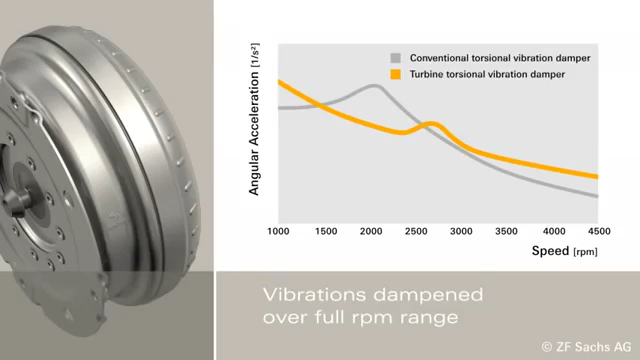 Angular Acceleration [1/s²]
Conventional torsional vibration damper
Turbine torsional vibration damper
1000 1500 2000 2500 3000 3500 4000 4500
Speed [rpm]
Vibrations dampened
over full rpm range
© ZF Sachs AG